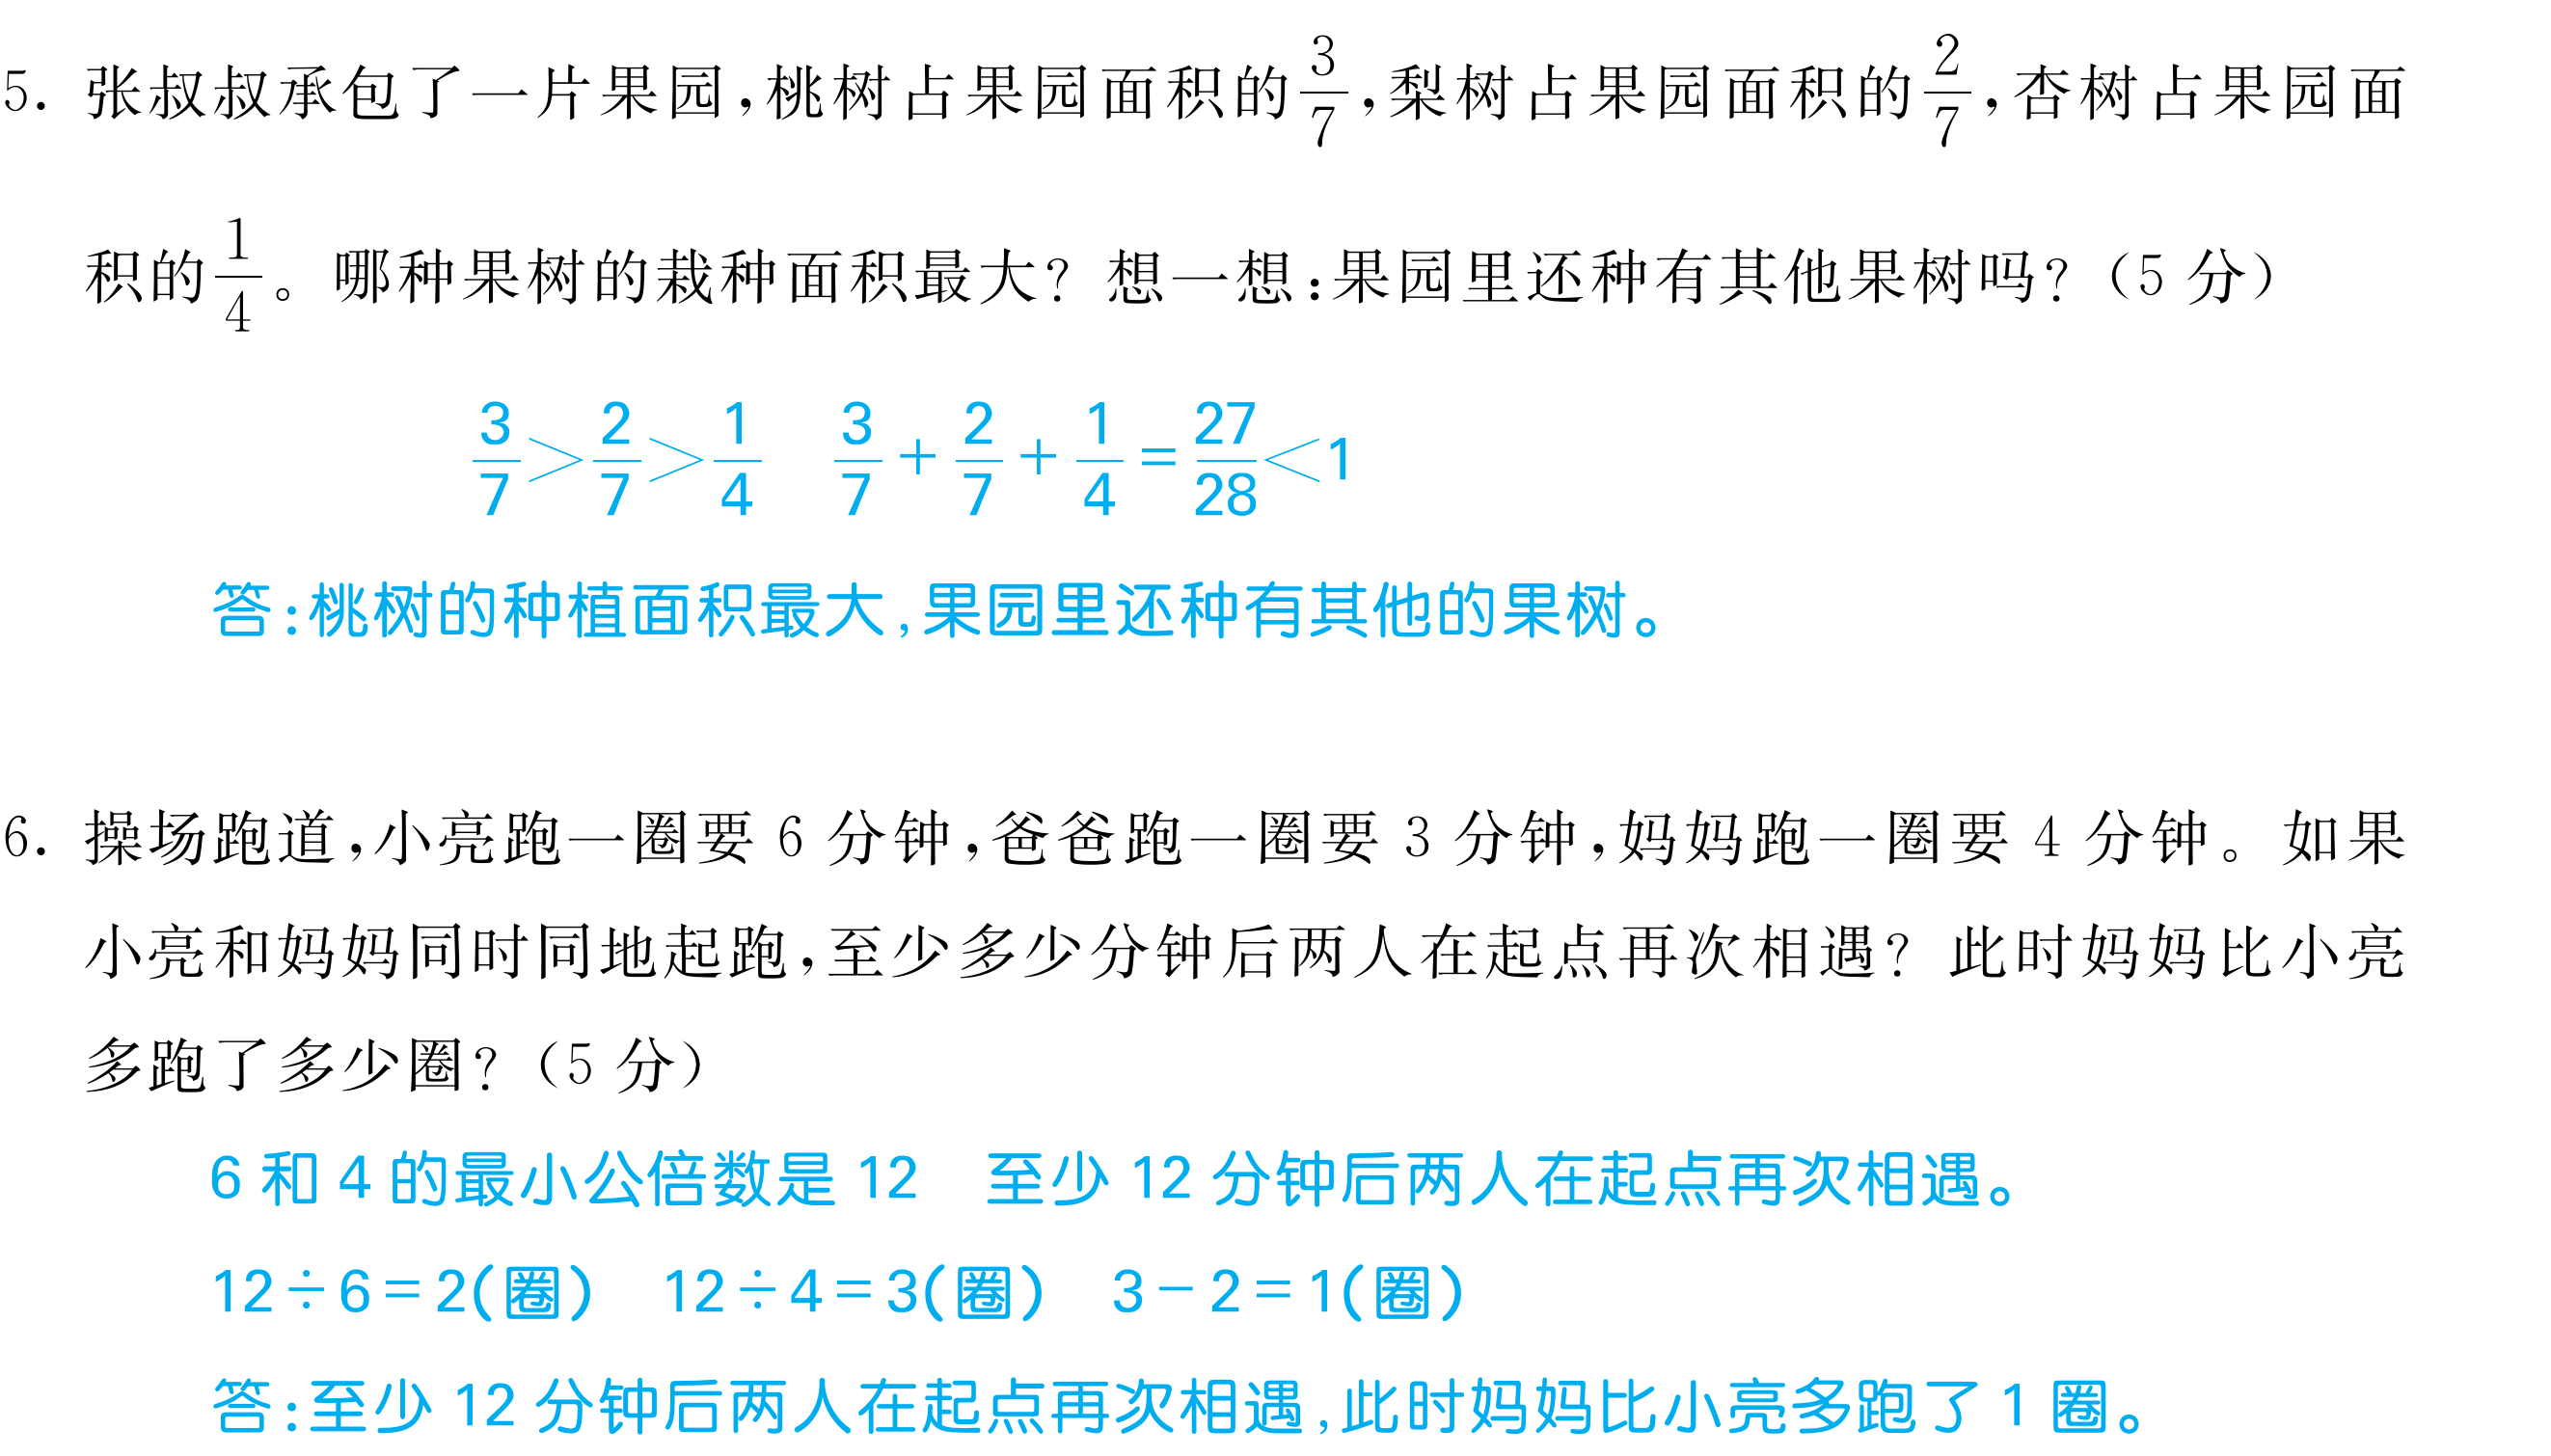 5. 张叔叔承包了一片果园,桃树占果园面积的3/7,梨树占果园面积的2/7,杏树占果园面
积的1/4。哪种果树的栽种面积最大?想一想:果园里还种有其他果树吗?(5 分)
3/7>2/7>1/4 3/7+2/7+1/4=27/28<1
答:桃树的种植面积最大,果园里还种有其他的果树。
6. 操场跑道,小亮跑一圈要 6 分钟,爸爸跑一圈要 3 分钟,妈妈跑一圈要 4 分钟。如果
小亮和妈妈同时同地起跑,至少多少分钟后两人在起点再次相遇?此时妈妈比小亮
多跑了多少圈?(5 分)
6 和 4 的最小公倍数是 12 至少 12 分钟后两人在起点再次相遇。
12÷6=2(圈) 12÷4=3(圈) 3-2=1(圈)
答:至少 12 分钟后两人在起点再次相遇,此时妈妈比小亮多跑了 1 圈。